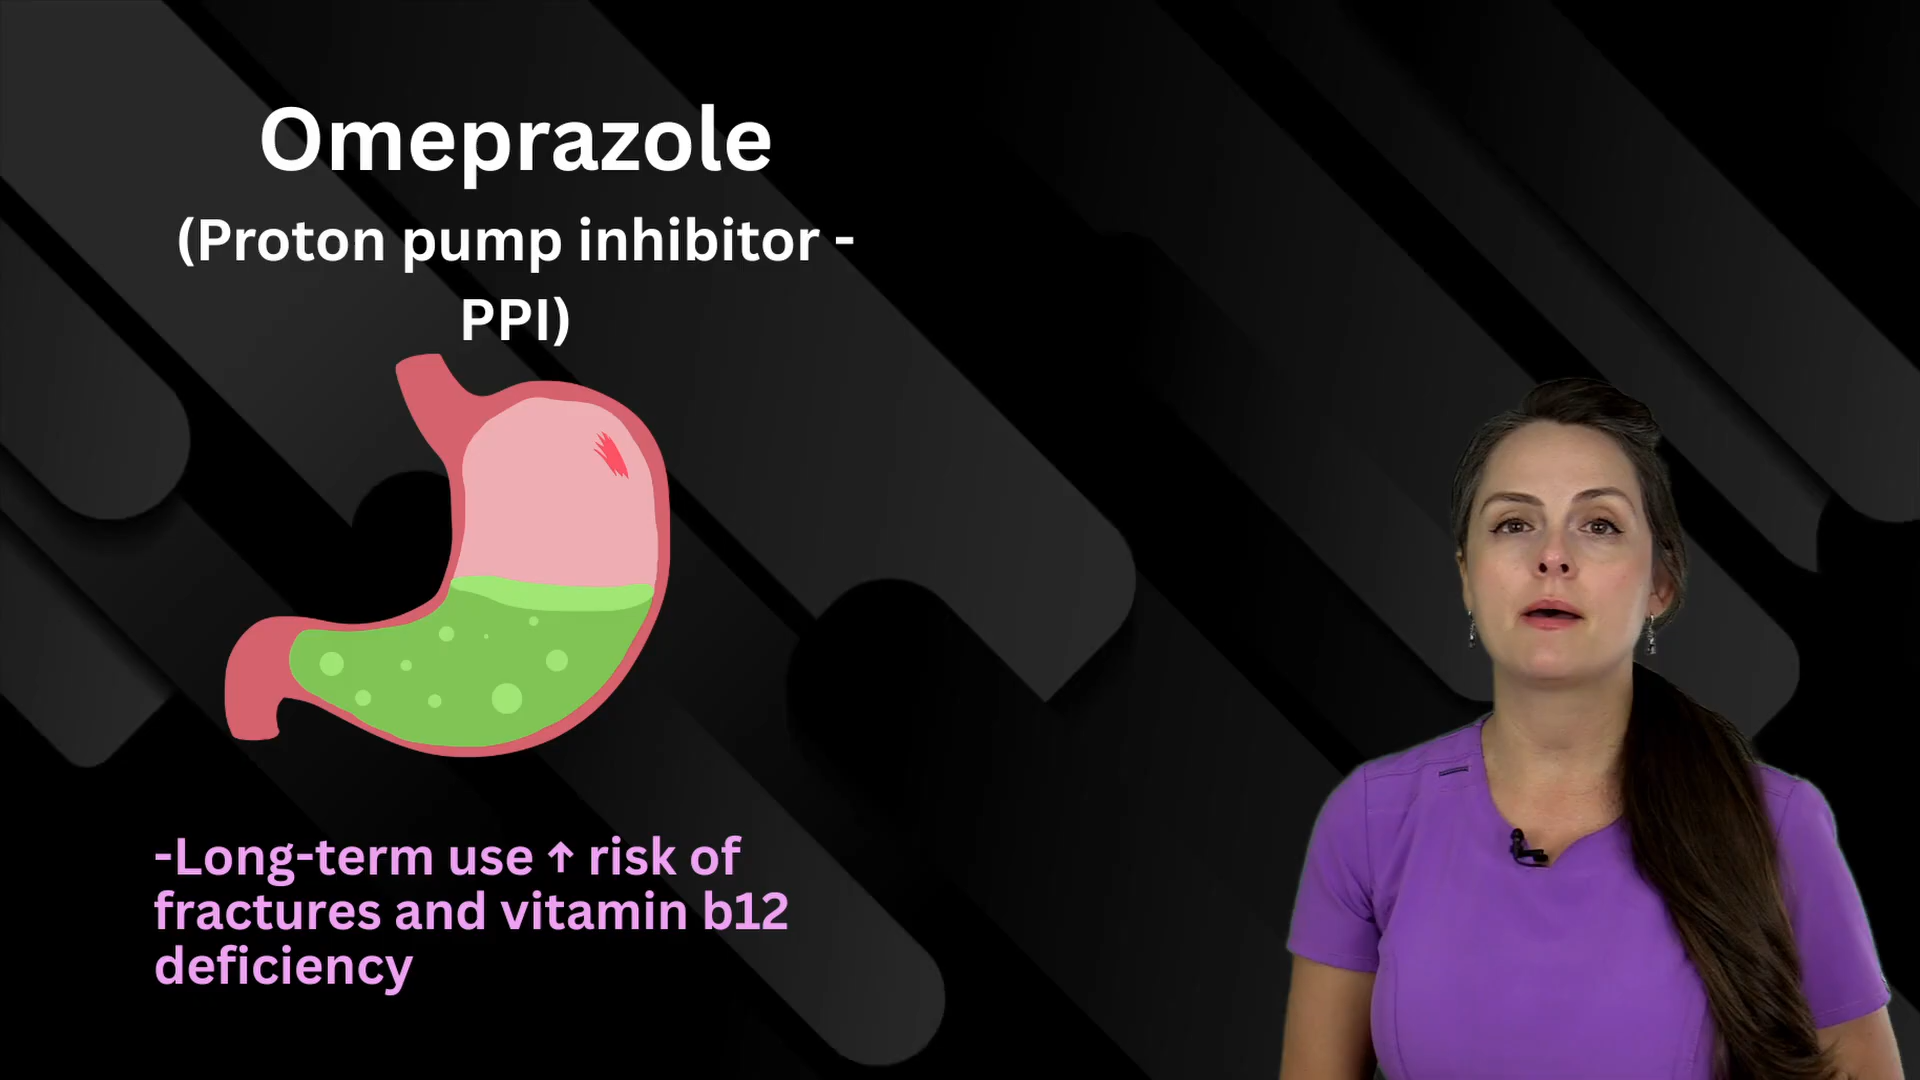 Omeprazole
(Proton pump inhibitor -
PPI)
-Long-term use ↑ risk of
fractures and vitamin b12
deficiency